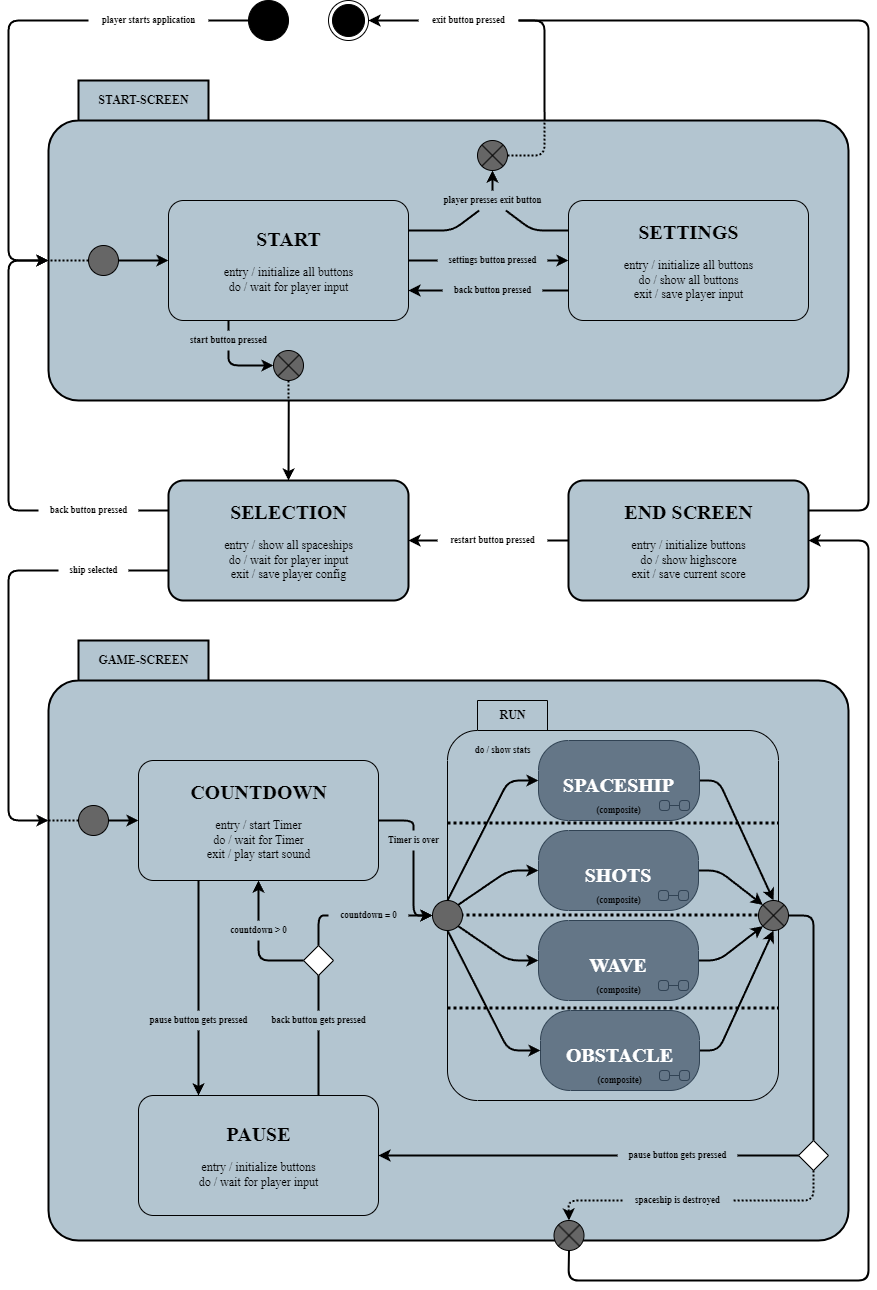 player starts application
exit button pressed
START-SCREEN
player presses exit button
START
entry / initialize all buttons
do / wait for player input
settings button pressed
back button pressed
SETTINGS
entry / initialize all buttons
do / show all buttons
exit / save player input
start button pressed
SELECTION
entry / show all spaceships
do / wait for player input
exit / save player config
back button pressed
ship selected
restart button pressed
END SCREEN
entry / initialize buttons
do / show highscore
exit / save current score
GAME-SCREEN
RUN
do / show stats
COUNTDOWN
entry / start Timer
do / wait for Timer
exit / play start sound
Timer is over
SPACESHIP
(composite)
SHOTS
(composite)
WAVE
(composite)
OBSTACLE
(composite)
countdown = 0
countdown > 0
pause button gets pressed
back button gets pressed
PAUSE
entry / initialize buttons
do / wait for player input
pause button gets pressed
spaceship is destroyed